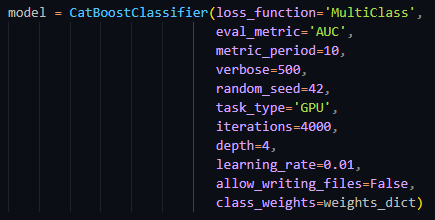 model = CatBoostClassifier(loss_function='MultiClass',
eval_metric='AUC',
metric_period=10,
verbose=500,
random_seed=42,
task_type='GPU',
iterations=4000,
depth=4,
learning_rate=0.01,
allow_writing_files=False,
class_weights=weights_dict)